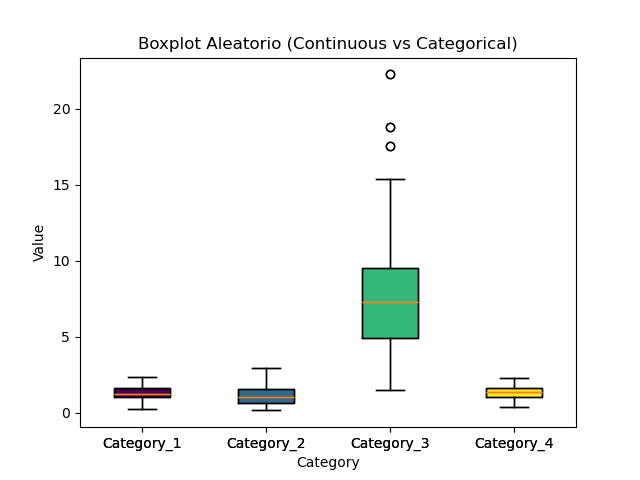 Boxplot Aleatorio (Continuous vs Categorical)
Value
20
15
10
5
0
Category_1 Category_2 Category_3 Category_4
Category